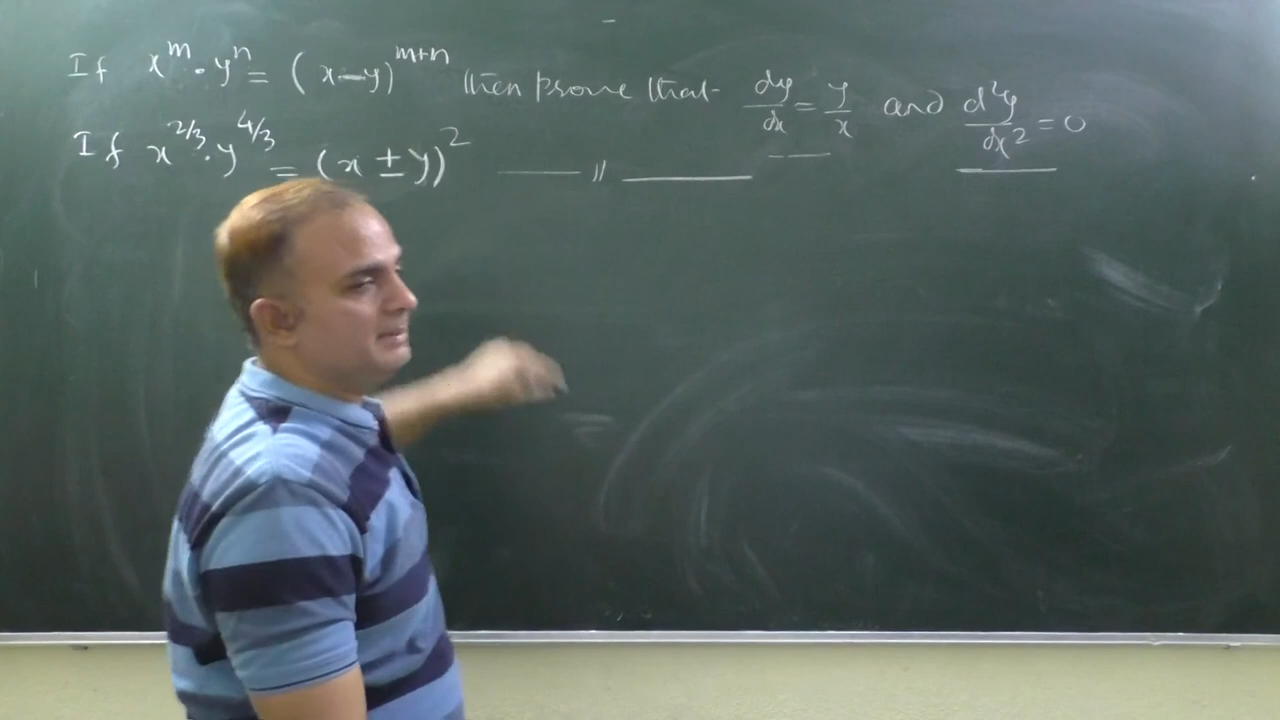 If x^m · y^n = (x-y)^{m+n} then prove that dy/dx = y/x and d²y/dx² = 0
If x^{2/3} · y^{4/3} = (x ± y)² —— 〃 ——